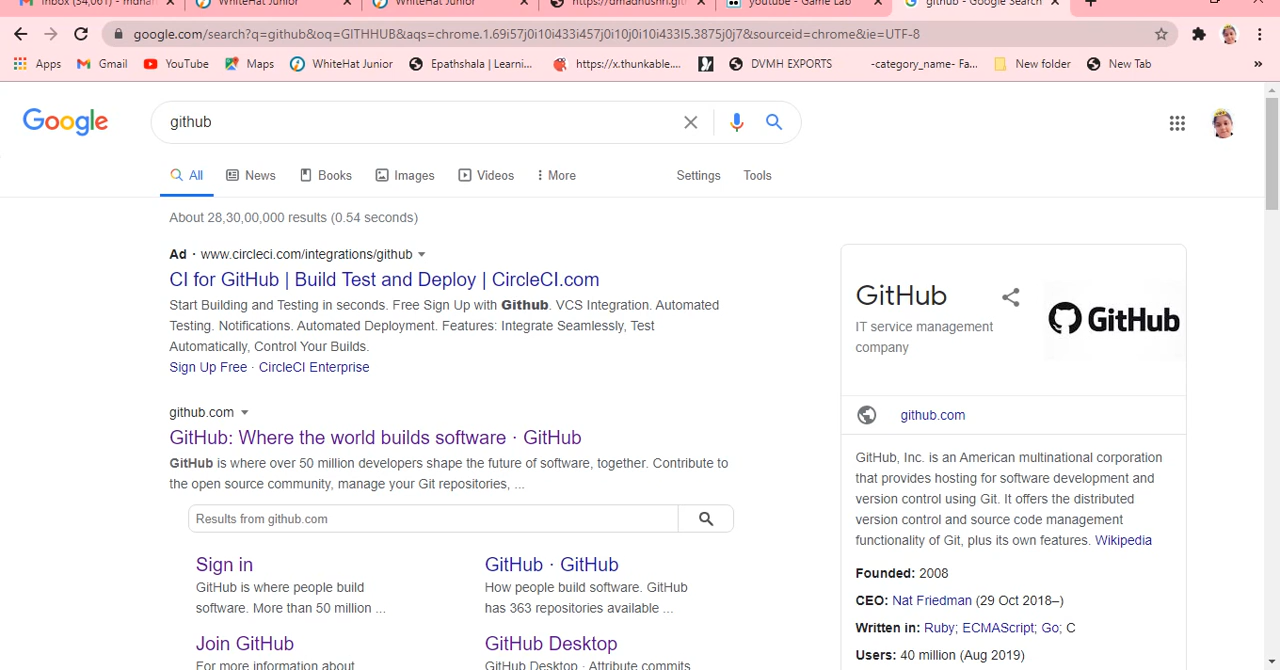 Inbox (34,061) - mdhan
WhiteHat Junior
WhiteHat Junior
https://dmadhushri.git
youtube - Game Lab
github - Google Search
google.com/search?q=github&oq=GITHHUB&aqs=chrome.1.69i57j0i10i433i457j0i10j0i10i433l5.3875j0j7&sourceid=chrome&ie=UTF-8
Apps
Gmail
YouTube
Maps
WhiteHat Junior
Epathshala | Learni...
https://x.thunkable....
DVMH EXPORTS
-category_name- Fa...
New folder
New Tab
»
Google
github
All
News
Books
Images
Videos
More
Settings
Tools
About 28,30,00,000 results (0.54 seconds)
Ad · www.circleci.com/integrations/github
CI for GitHub | Build Test and Deploy | CircleCI.com
Start Building and Testing in seconds. Free Sign Up with Github. VCS Integration. Automated
Testing. Notifications. Automated Deployment. Features: Integrate Seamlessly, Test
Automatically, Control Your Builds.
Sign Up Free · CircleCI Enterprise
github.com
GitHub: Where the world builds software · GitHub
GitHub is where over 50 million developers shape the future of software, together. Contribute to
the open source community, manage your Git repositories, ...
Results from github.com
Sign in
GitHub is where people build
software. More than 50 million ...
GitHub · GitHub
How people build software. GitHub
has 363 repositories available ...
Join GitHub
For more information about
GitHub Desktop
GitHub Desktop · Attribute commits
GitHub
IT service management
company
GitHub
github.com
GitHub, Inc. is an American multinational corporation
that provides hosting for software development and
version control using Git. It offers the distributed
version control and source code management
functionality of Git, plus its own features. Wikipedia
Founded: 2008
CEO: Nat Friedman (29 Oct 2018–)
Written in: Ruby; ECMAScript; Go; C
Users: 40 million (Aug 2019)